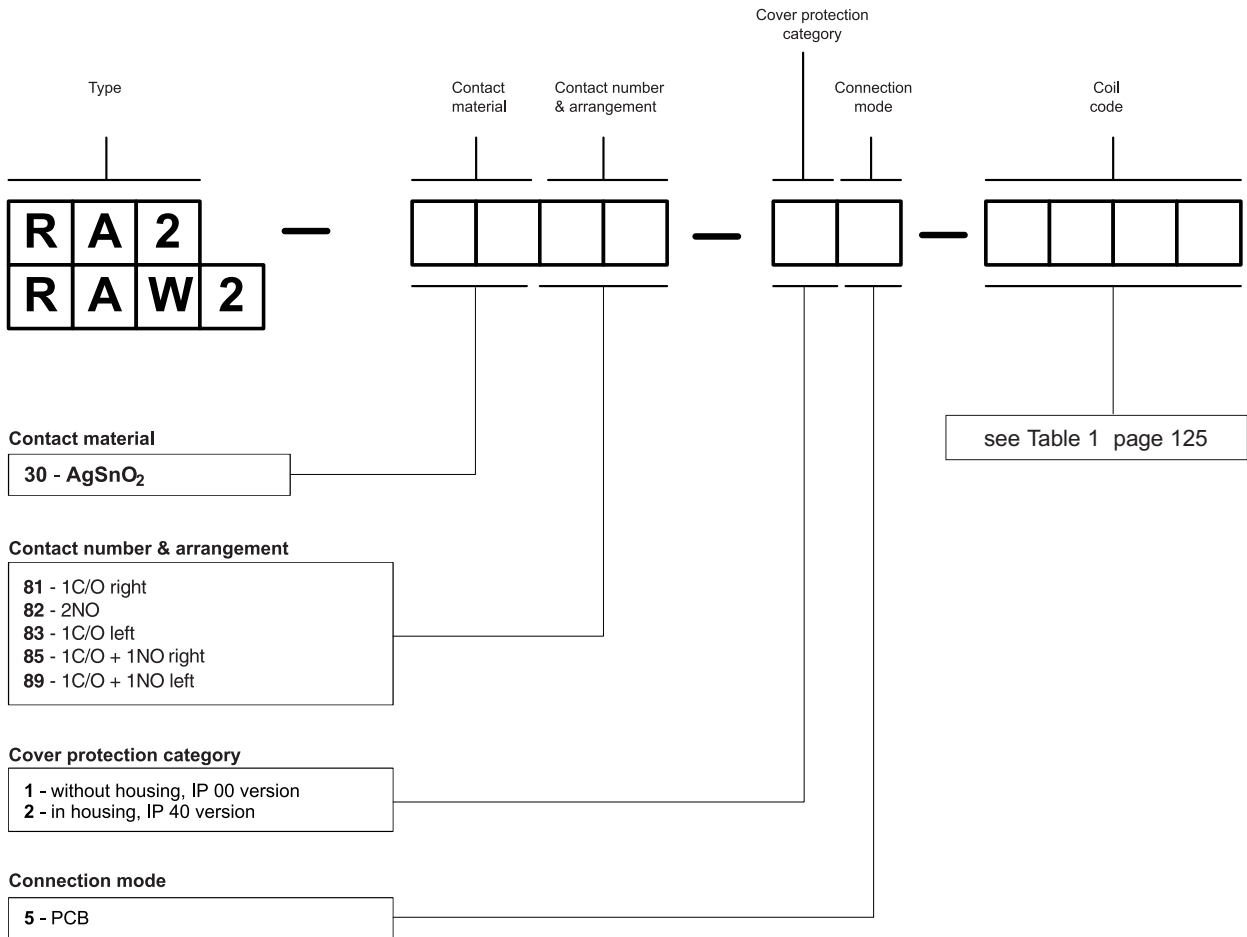 Cover protection
category
Type
Contact
material
Contact number
& arrangement
Connection
mode
Coil
code
RA2 — — —
RAW2
see Table 1 page 125
Contact material
30 - AgSnO₂
Contact number & arrangement
81 - 1C/O right
82 - 2NO
83 - 1C/O left
85 - 1C/O + 1NO right
89 - 1C/O + 1NO left
Cover protection category
1 - without housing, IP 00 version
2 - in housing, IP 40 version
Connection mode
5 - PCB